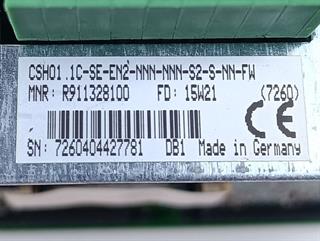 CSH01.1C-SE-EN2-NNN-NNN-S2-S-NN-FW
MNR: R911328100 FD: 15W21 (7260)
CE
SN: 7260404427781 DB1 Made in Germany